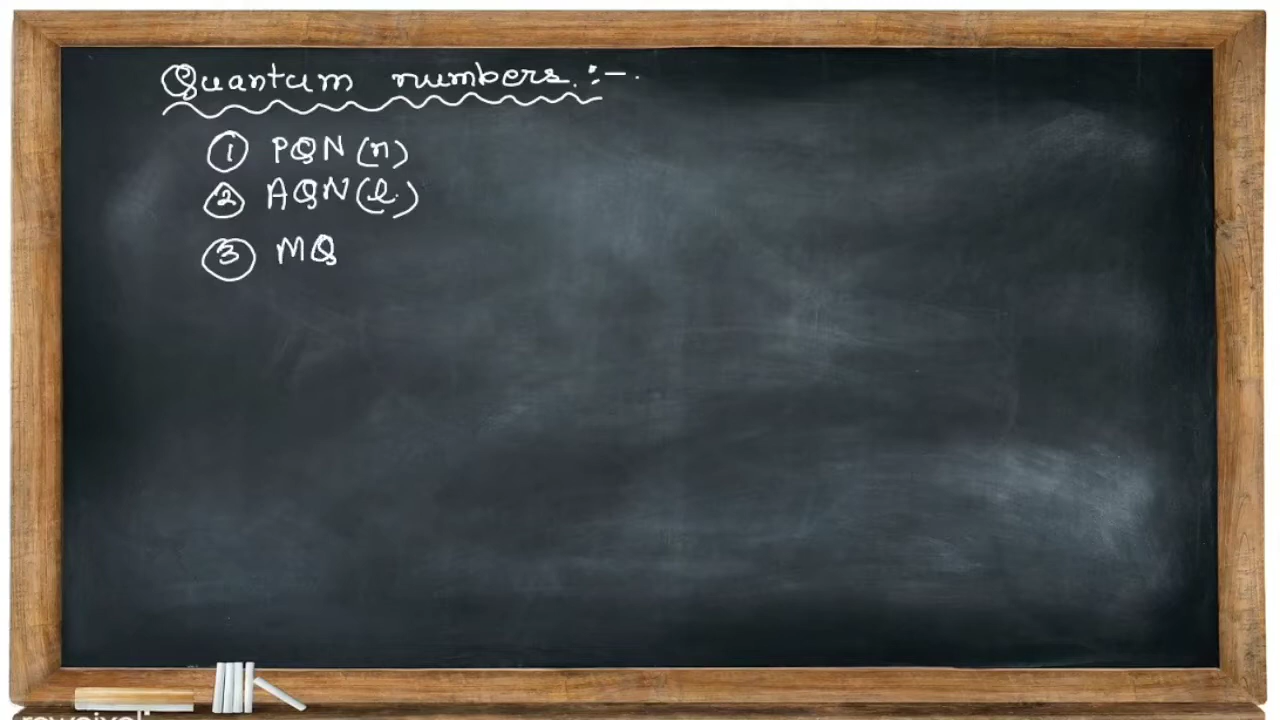 Quantum numbers :-
① PQN (n)
② AQN (l)
③ MQ